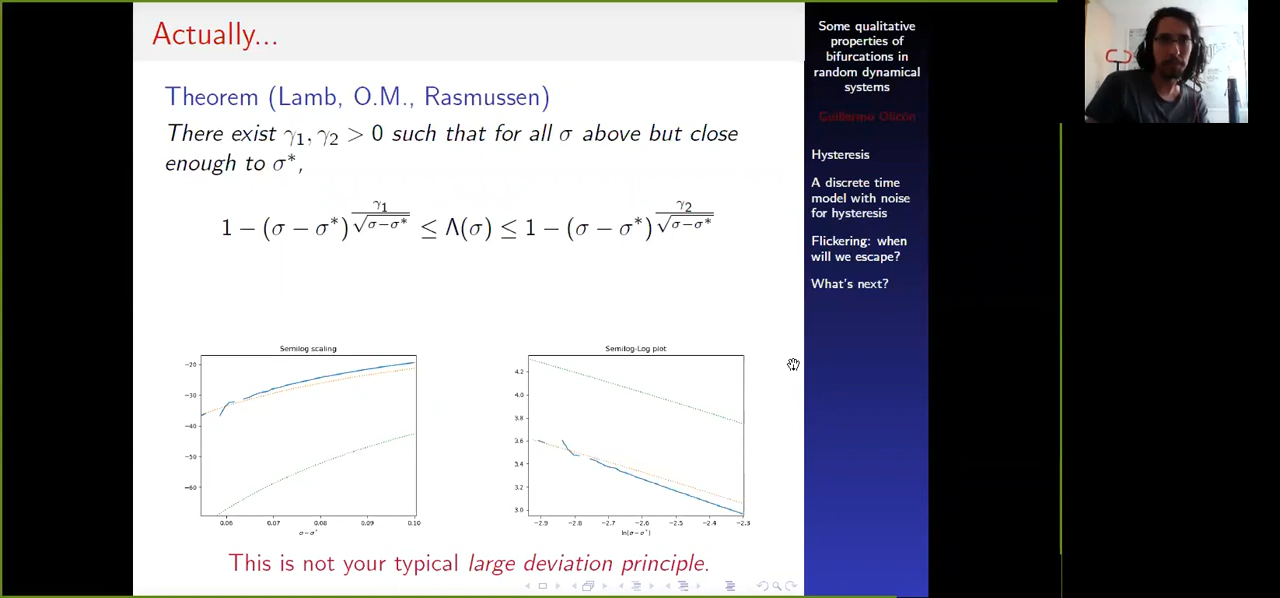 Actually...
Theorem (Lamb, O.M., Rasmussen)
There exist γ₁, γ₂ > 0 such that for all σ above but close
enough to σ*,
1 − (σ − σ*)^{γ₁/√(σ−σ*)} ≤ Λ(σ) ≤ 1 − (σ − σ*)^{γ₂/√(σ−σ*)}
Semilog scaling
−20
−30
−40
−50
−60
0.06 0.07 0.08 0.09 0.10
σ − σ*
Semilog-Log plot
4.2
4.0
3.8
3.6
3.4
3.2
3.0
−2.9 −2.8 −2.7 −2.6 −2.5 −2.4 −2.3
ln(σ − σ*)
This is not your typical large deviation principle.
Some qualitative
properties of
bifurcations in
random dynamical
systems
Guillermo Olicón
Hysteresis
A discrete time
model with noise
for hysteresis
Flickering: when
will we escape?
What's next?